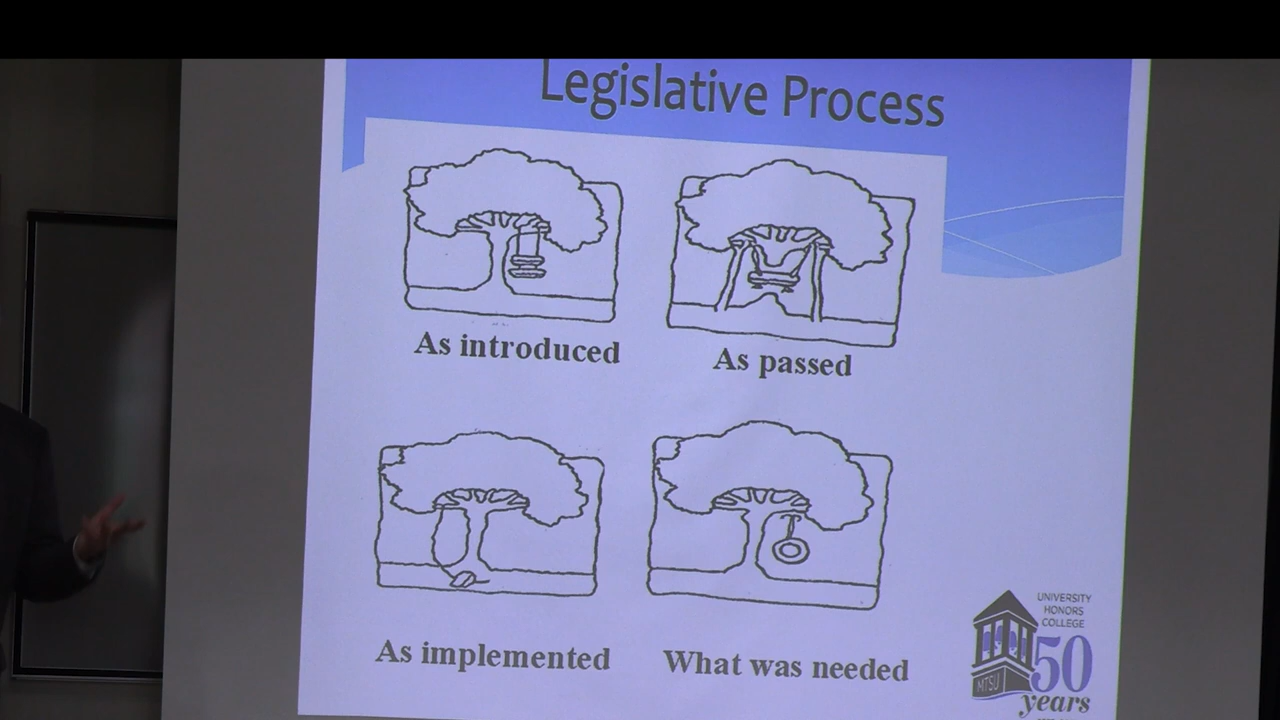 Legislative Process
As introduced
As passed
As implemented
What was needed
UNIVERSITY
HONORS
COLLEGE
50
MTSU
years